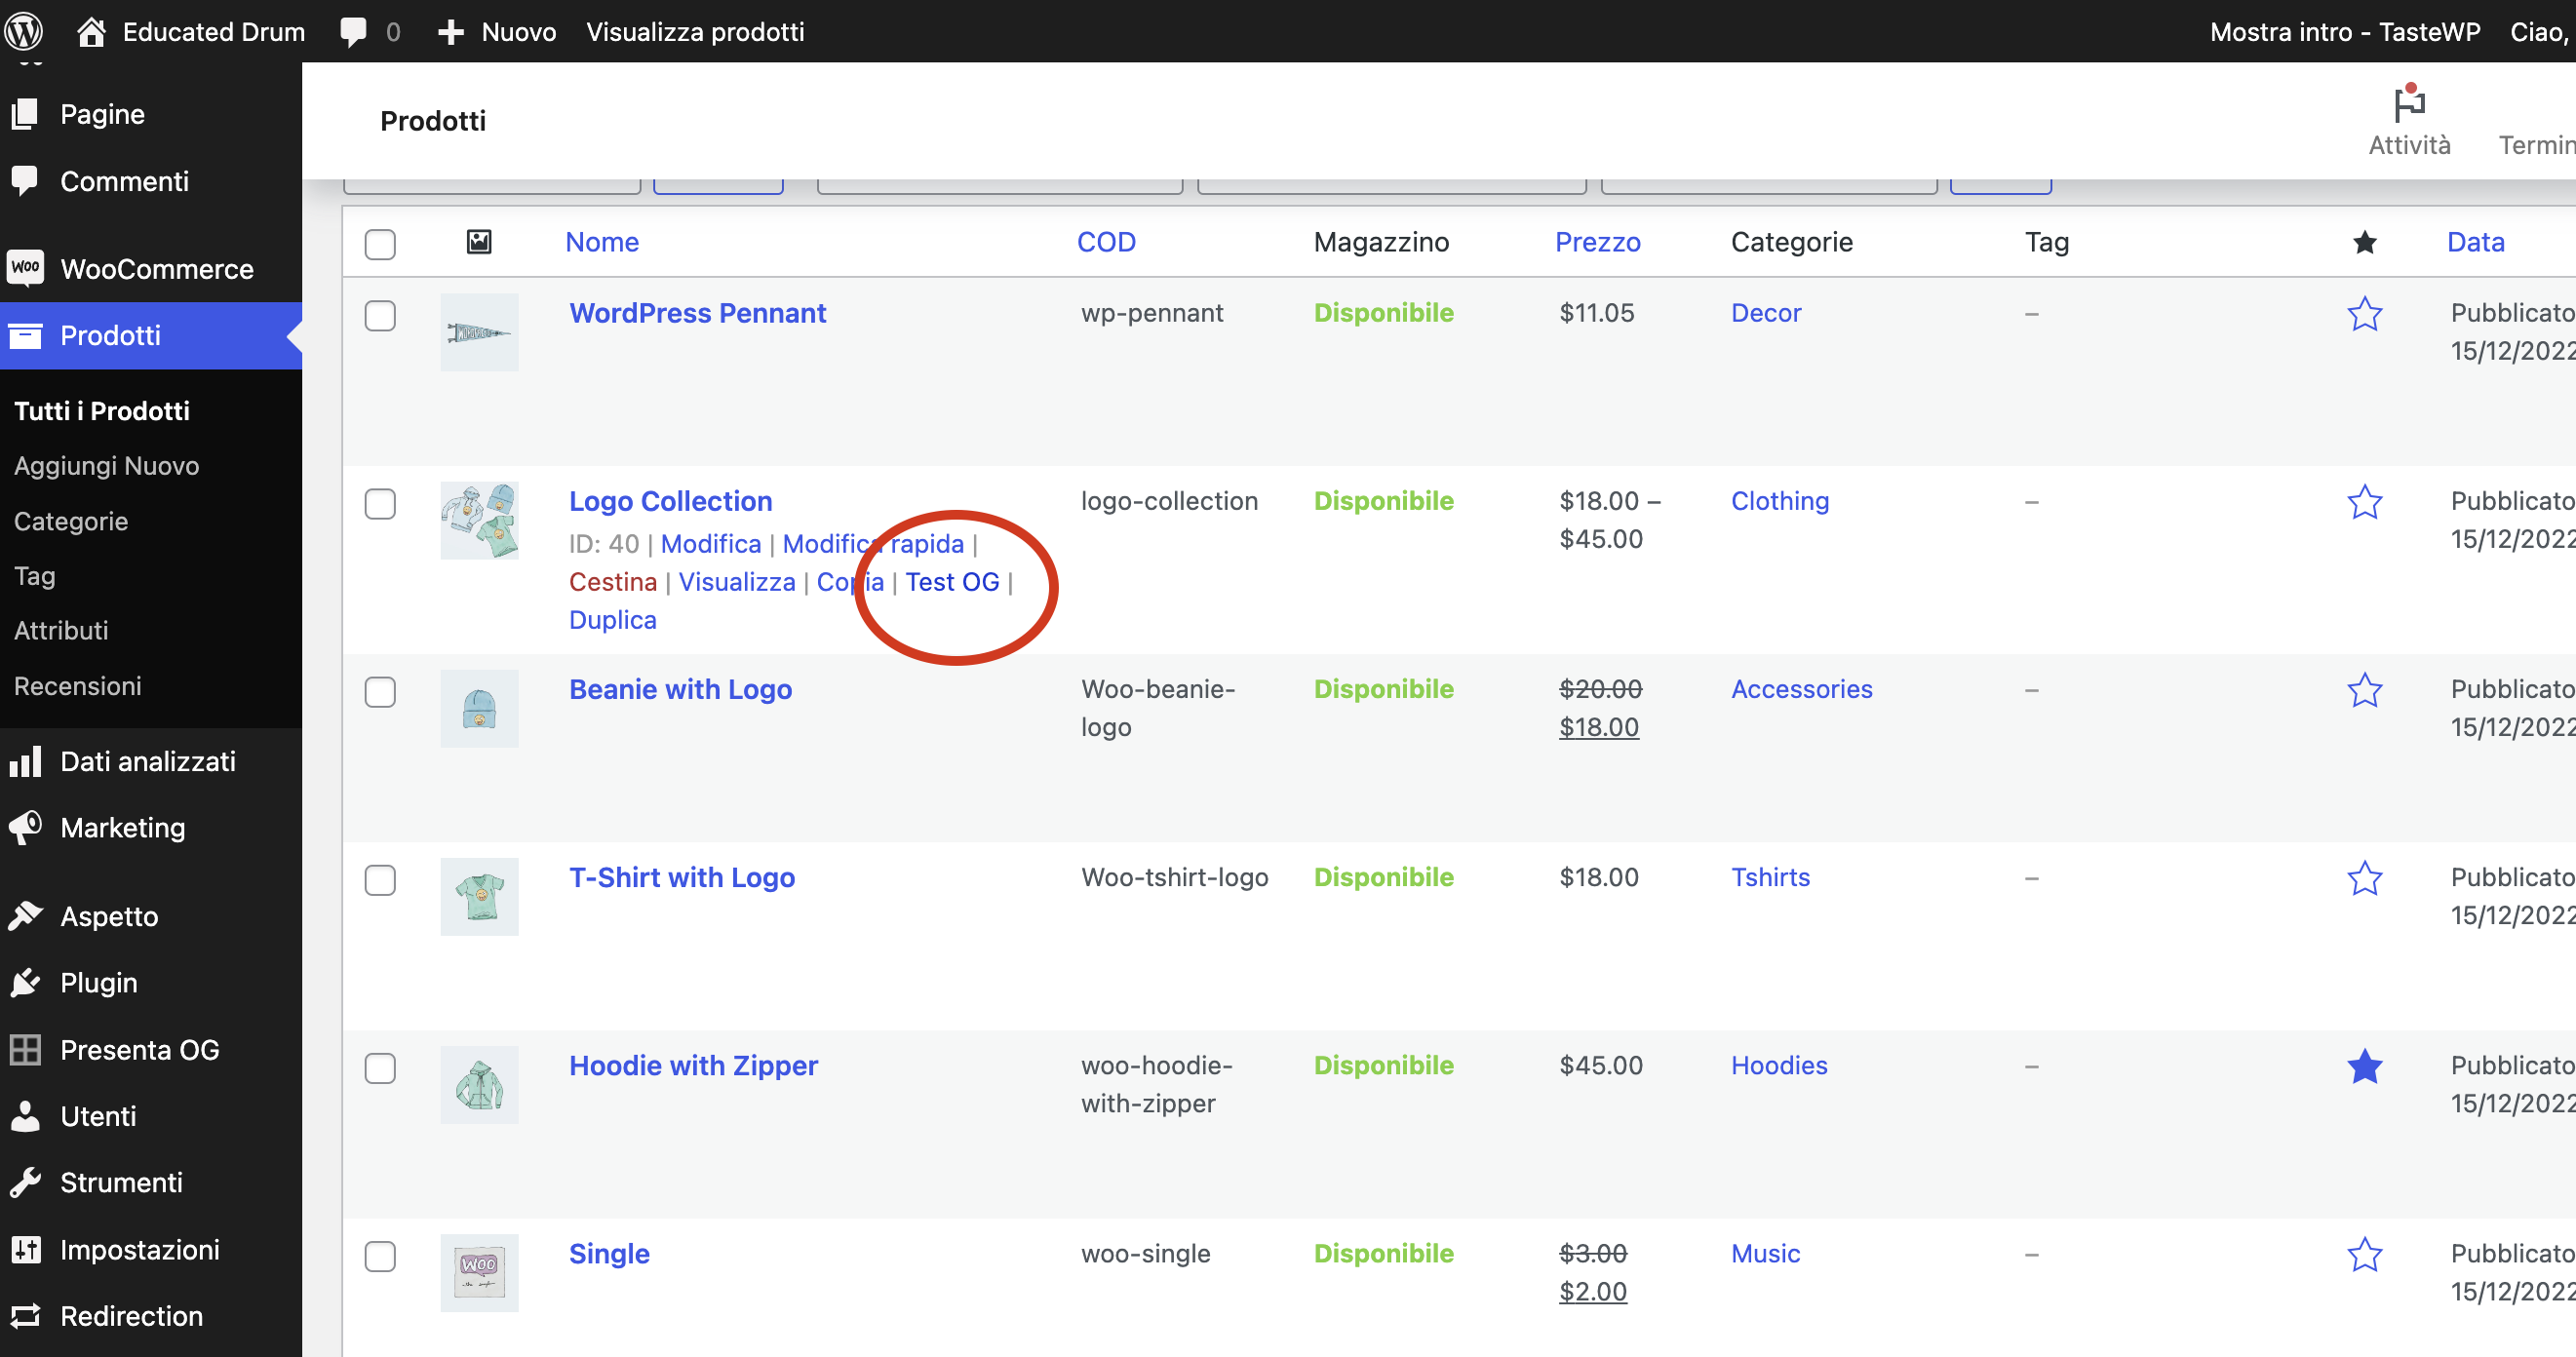 Educated Drum 0 Nuovo Visualizza prodotti Mostra intro - TasteWP Ciao,
Pagine
Commenti
WooCommerce
Prodotti
Tutti i Prodotti
Aggiungi Nuovo
Categorie
Tag
Attributi
Recensioni
Dati analizzati
Marketing
Aspetto
Plugin
Presenta OG
Utenti
Strumenti
Impostazioni
Redirection
Prodotti
Attività
Nome COD Magazzino Prezzo Categorie Tag Data
WordPress Pennant wp-pennant Disponibile $11.05 Decor – Pubblicato
15/12/2022
Logo Collection logo-collection Disponibile $18.00 – Clothing – Pubblicato
$45.00 15/12/2022
ID: 40 | Modifica | Modifica rapida |
Cestina | Visualizza | Copia | Test OG |
Duplica
Beanie with Logo Woo-beanie- Disponibile $20.00 Accessories – Pubblicato
logo $18.00 15/12/2022
T-Shirt with Logo Woo-tshirt-logo Disponibile $18.00 Tshirts – Pubblicato
15/12/2022
Hoodie with Zipper woo-hoodie- Disponibile $45.00 Hoodies – Pubblicato
with-zipper 15/12/2022
Single woo-single Disponibile $3.00 Music – Pubblicato
$2.00 15/12/2022